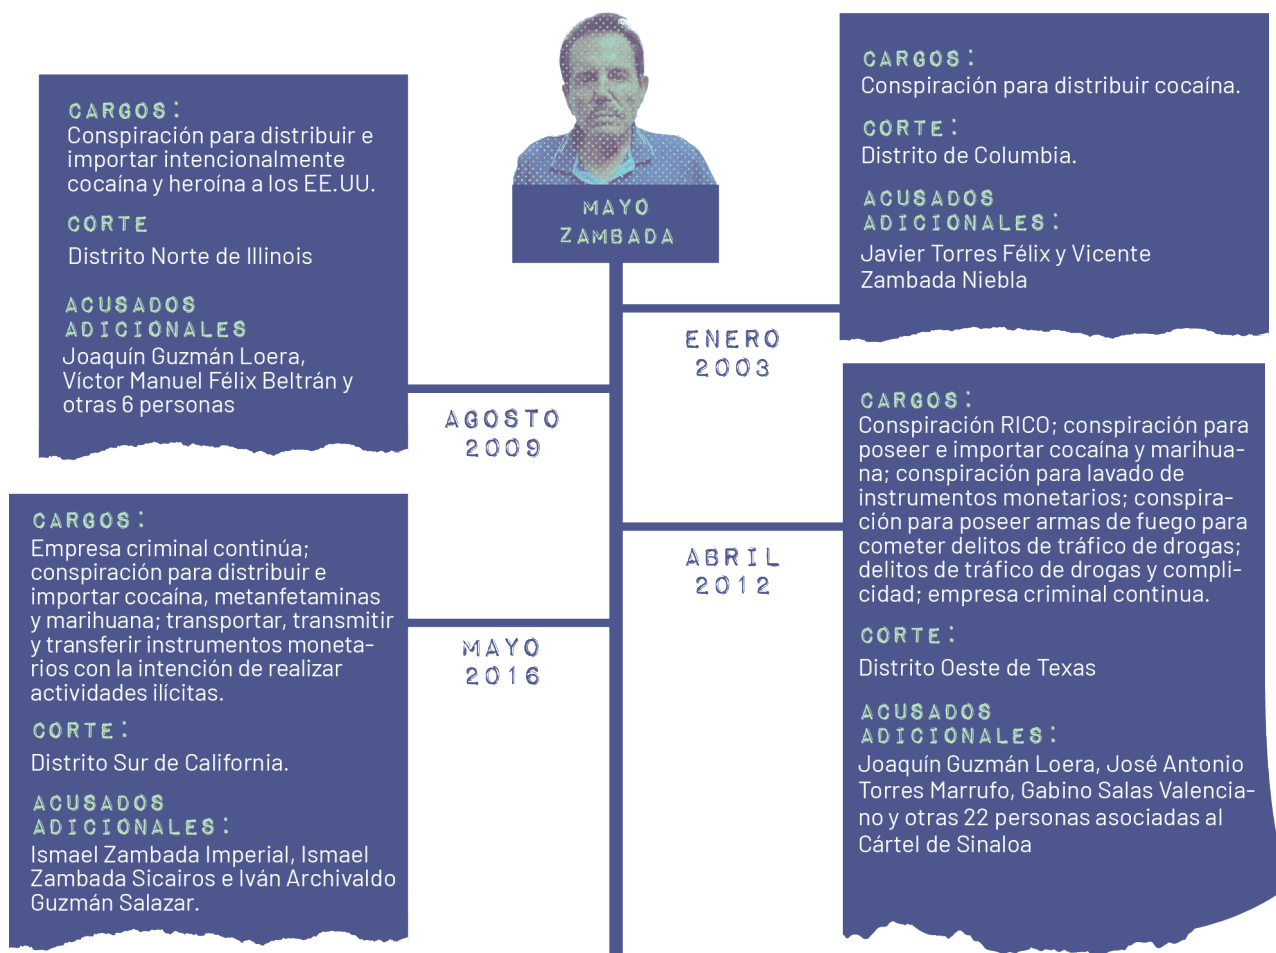 MAYO
ZAMBADA
CARGOS:
Conspiración para distribuir cocaína.
CORTE:
Distrito de Columbia.
ACUSADOS
ADICIONALES:
Javier Torres Félix y Vicente
Zambada Niebla
ENERO
2003
CARGOS:
Conspiración para distribuir e
importar intencionalmente
cocaína y heroína a los EE.UU.
CORTE
Distrito Norte de Illinois
ACUSADOS
ADICIONALES
Joaquín Guzmán Loera,
Víctor Manuel Félix Beltrán y
otras 6 personas
AGOSTO
2009
CARGOS:
Conspiración RICO; conspiración para
poseer e importar cocaína y marihua-
na; conspiración para lavado de
instrumentos monetarios; conspira-
ción para poseer armas de fuego para
cometer delitos de tráfico de drogas;
delitos de tráfico de drogas y compli-
cidad; empresa criminal continua.
CORTE:
Distrito Oeste de Texas
ACUSADOS
ADICIONALES:
Joaquín Guzmán Loera, José Antonio
Torres Marrufo, Gabino Salas Valencia-
no y otras 22 personas asociadas al
Cártel de Sinaloa
ABRIL
2012
CARGOS:
Empresa criminal continúa;
conspiración para distribuir e
importar cocaína, metanfetaminas
y marihuana; transportar, transmitir
y transferir instrumentos moneta-
rios con la intención de realizar
actividades ilícitas.
CORTE:
Distrito Sur de California.
ACUSADOS
ADICIONALES:
Ismael Zambada Imperial, Ismael
Zambada Sicairos e Iván Archivaldo
Guzmán Salazar.
MAYO
2016